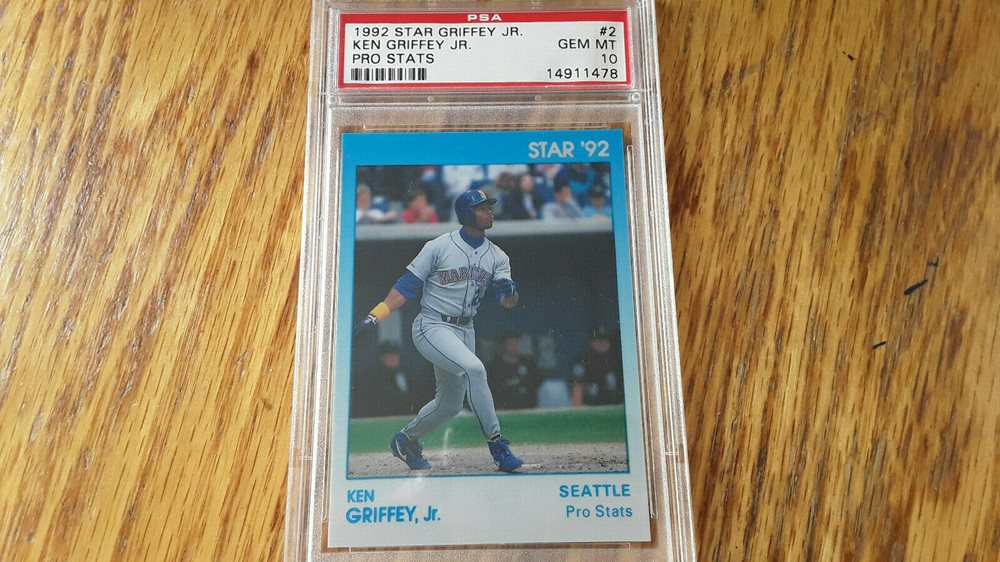 PSA
1992 STAR GRIFFEY JR. #2
KEN GRIFFEY JR. GEM MT
PRO STATS 10
14911478
STAR '92
MARINERS
KEN SEATTLE
GRIFFEY, Jr. Pro Stats